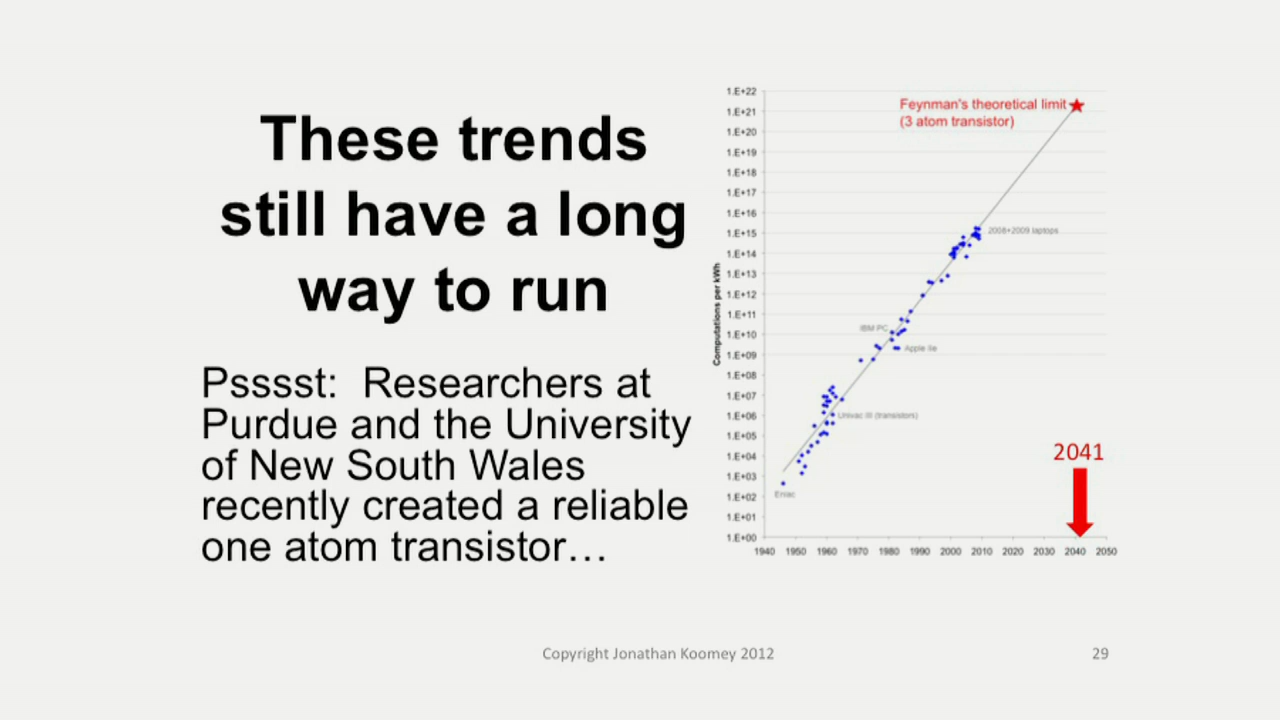 These trends
still have a long
way to run
Psssst: Researchers at
Purdue and the University
of New South Wales
recently created a reliable
one atom transistor…
1.E+22
1.E+21
1.E+20
1.E+19
1.E+18
1.E+17
1.E+16
1.E+15
1.E+14
1.E+13
1.E+12
1.E+11
1.E+10
1.E+09
1.E+08
1.E+07
1.E+06
1.E+05
1.E+04
1.E+03
1.E+02
1.E+01
1.E+00
Computations per kWh
Feynman's theoretical limit
(3 atom transistor)
2008+2009 laptops
IBM PC
Apple IIe
Univac III (transistors)
Eniac
2041
1940 1950 1960 1970 1980 1990 2000 2010 2020 2030 2040 2050
Copyright Jonathan Koomey 2012
29